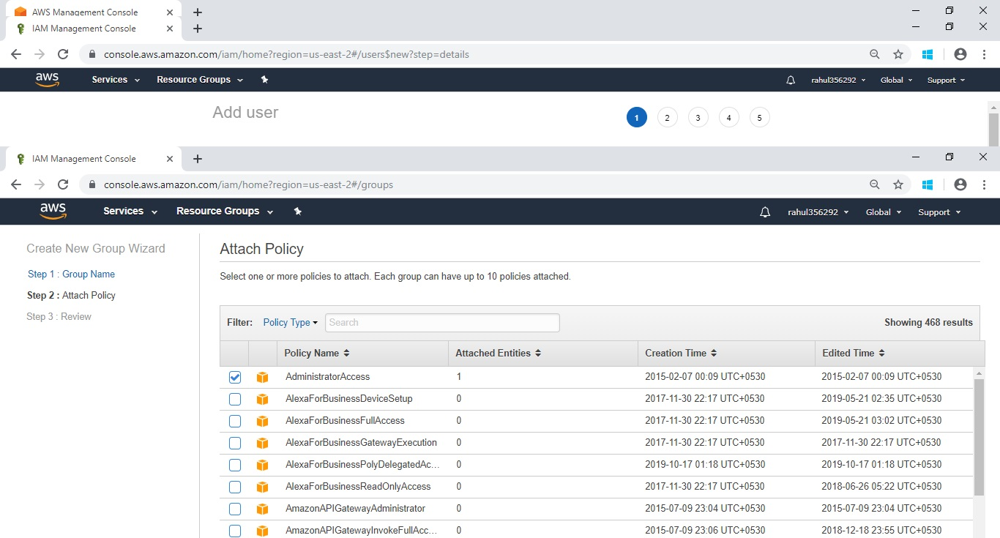 AWS Management Console
IAM Management Console
console.aws.amazon.com/iam/home?region=us-east-2#/users$new?step=details
aws Services Resource Groups rahul356292 Global Support
Add user 1 2 3 4 5
IAM Management Console
console.aws.amazon.com/iam/home?region=us-east-2#/groups
aws Services Resource Groups rahul356292 Global Support
Create New Group Wizard
Step 1 : Group Name
Step 2 : Attach Policy
Step 3 : Review
Attach Policy
Select one or more policies to attach. Each group can have up to 10 policies attached.
Filter: Policy Type Search Showing 468 results
Policy Name Attached Entities Creation Time Edited Time
AdministratorAccess 1 2015-02-07 00:09 UTC+0530 2015-02-07 00:09 UTC+0530
AlexaForBusinessDeviceSetup 0 2017-11-30 22:17 UTC+0530 2019-05-21 02:35 UTC+0530
AlexaForBusinessFullAccess 0 2017-11-30 22:17 UTC+0530 2019-05-21 03:02 UTC+0530
AlexaForBusinessGatewayExecution 0 2017-11-30 22:17 UTC+0530 2017-11-30 22:17 UTC+0530
AlexaForBusinessPolyDelegatedAc... 0 2019-10-17 01:18 UTC+0530 2019-10-17 01:18 UTC+0530
AlexaForBusinessReadOnlyAccess 0 2017-11-30 22:17 UTC+0530 2018-06-26 05:22 UTC+0530
AmazonAPIGatewayAdministrator 0 2015-07-09 23:04 UTC+0530 2015-07-09 23:04 UTC+0530
AmazonAPIGatewayInvokeFullAcc... 0 2015-07-09 23:06 UTC+0530 2018-12-18 23:55 UTC+0530